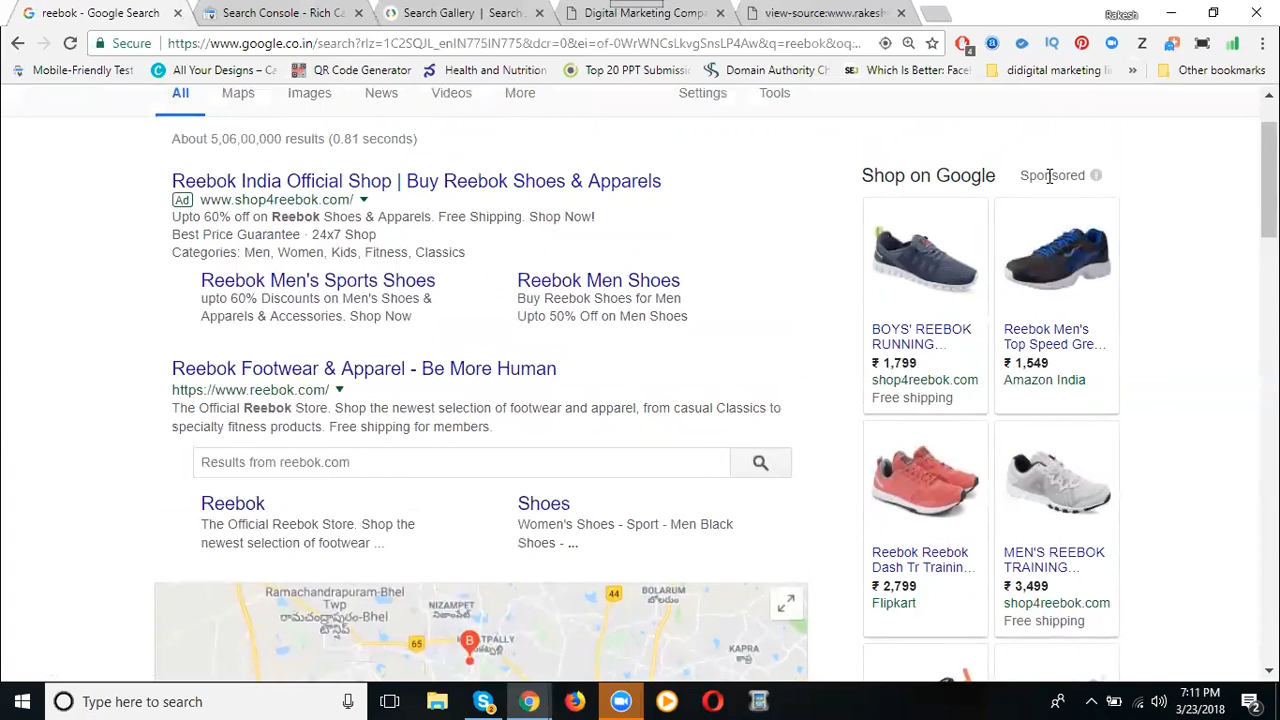 reebok - Google Search
Search Console - Rich Ca
Search Gallery | Search
Digital Marketing Comp
view-source:www.rakesh
Rakesh
Secure
https://www.google.co.in/search?rlz=1C2SQJL_enIN775IN775&dcr=0&ei=of-0WrWNCsLkvgSnsLP4Aw&q=reebok&oq...
4
Mobile-Friendly Test
All Your Designs – Ca
QR Code Generator
Health and Nutrition
Top 20 PPT Submissio
Domain Authority Ch
Which Is Better: Facel
didigital marketing li
Other bookmarks
All
Maps
Images
News
Videos
More
Settings
Tools
About 5,06,00,000 results (0.81 seconds)
Reebok India Official Shop | Buy Reebok Shoes & Apparels
Ad www.shop4reebok.com/
Upto 60% off on Reebok Shoes & Apparels. Free Shipping. Shop Now!
Best Price Guarantee · 24x7 Shop
Categories: Men, Women, Kids, Fitness, Classics
Reebok Men's Sports Shoes
upto 60% Discounts on Men's Shoes &
Apparels & Accessories. Shop Now
Reebok Men Shoes
Buy Reebok Shoes for Men
Upto 50% Off on Men Shoes
Reebok Footwear & Apparel - Be More Human
https://www.reebok.com/
The Official Reebok Store. Shop the newest selection of footwear and apparel, from casual Classics to
specialty fitness products. Free shipping for members.
Results from reebok.com
Reebok
The Official Reebok Store. Shop the
newest selection of footwear ...
Shoes
Women's Shoes - Sport - Men Black
Shoes - ...
Ramachandrapuram-Bhel
Twp
NIZAMPET
65
B
44
BOLARUM
KAPRA
Shop on Google
Sponsored
BOYS' REEBOK
RUNNING...
₹ 1,799
shop4reebok.com
Free shipping
Reebok Men's
Top Speed Gre...
₹ 1,549
Amazon India
Reebok Reebok
Dash Tr Trainin...
₹ 2,799
Flipkart
MEN'S REEBOK
TRAINING...
₹ 3,499
shop4reebok.com
Free shipping
Type here to search
7:11 PM
3/23/2018